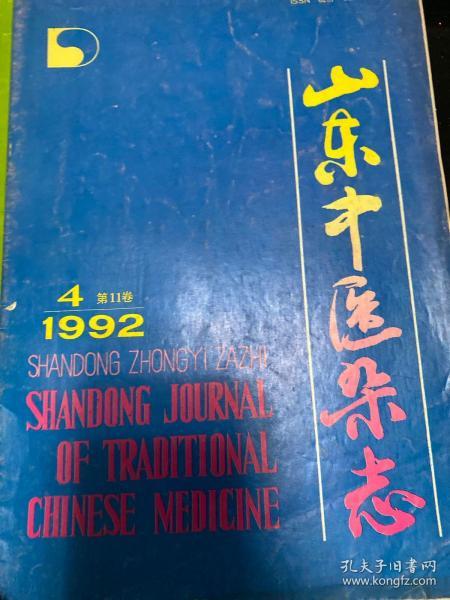 ISSN
山东中医杂志
4 第11卷
1992
SHANDONG ZHONGYI ZAZHI
SHANDONG JOURNAL
OF TRADITIONAL
CHINESE MEDICINE
孔夫子旧书网
www.kongfz.com